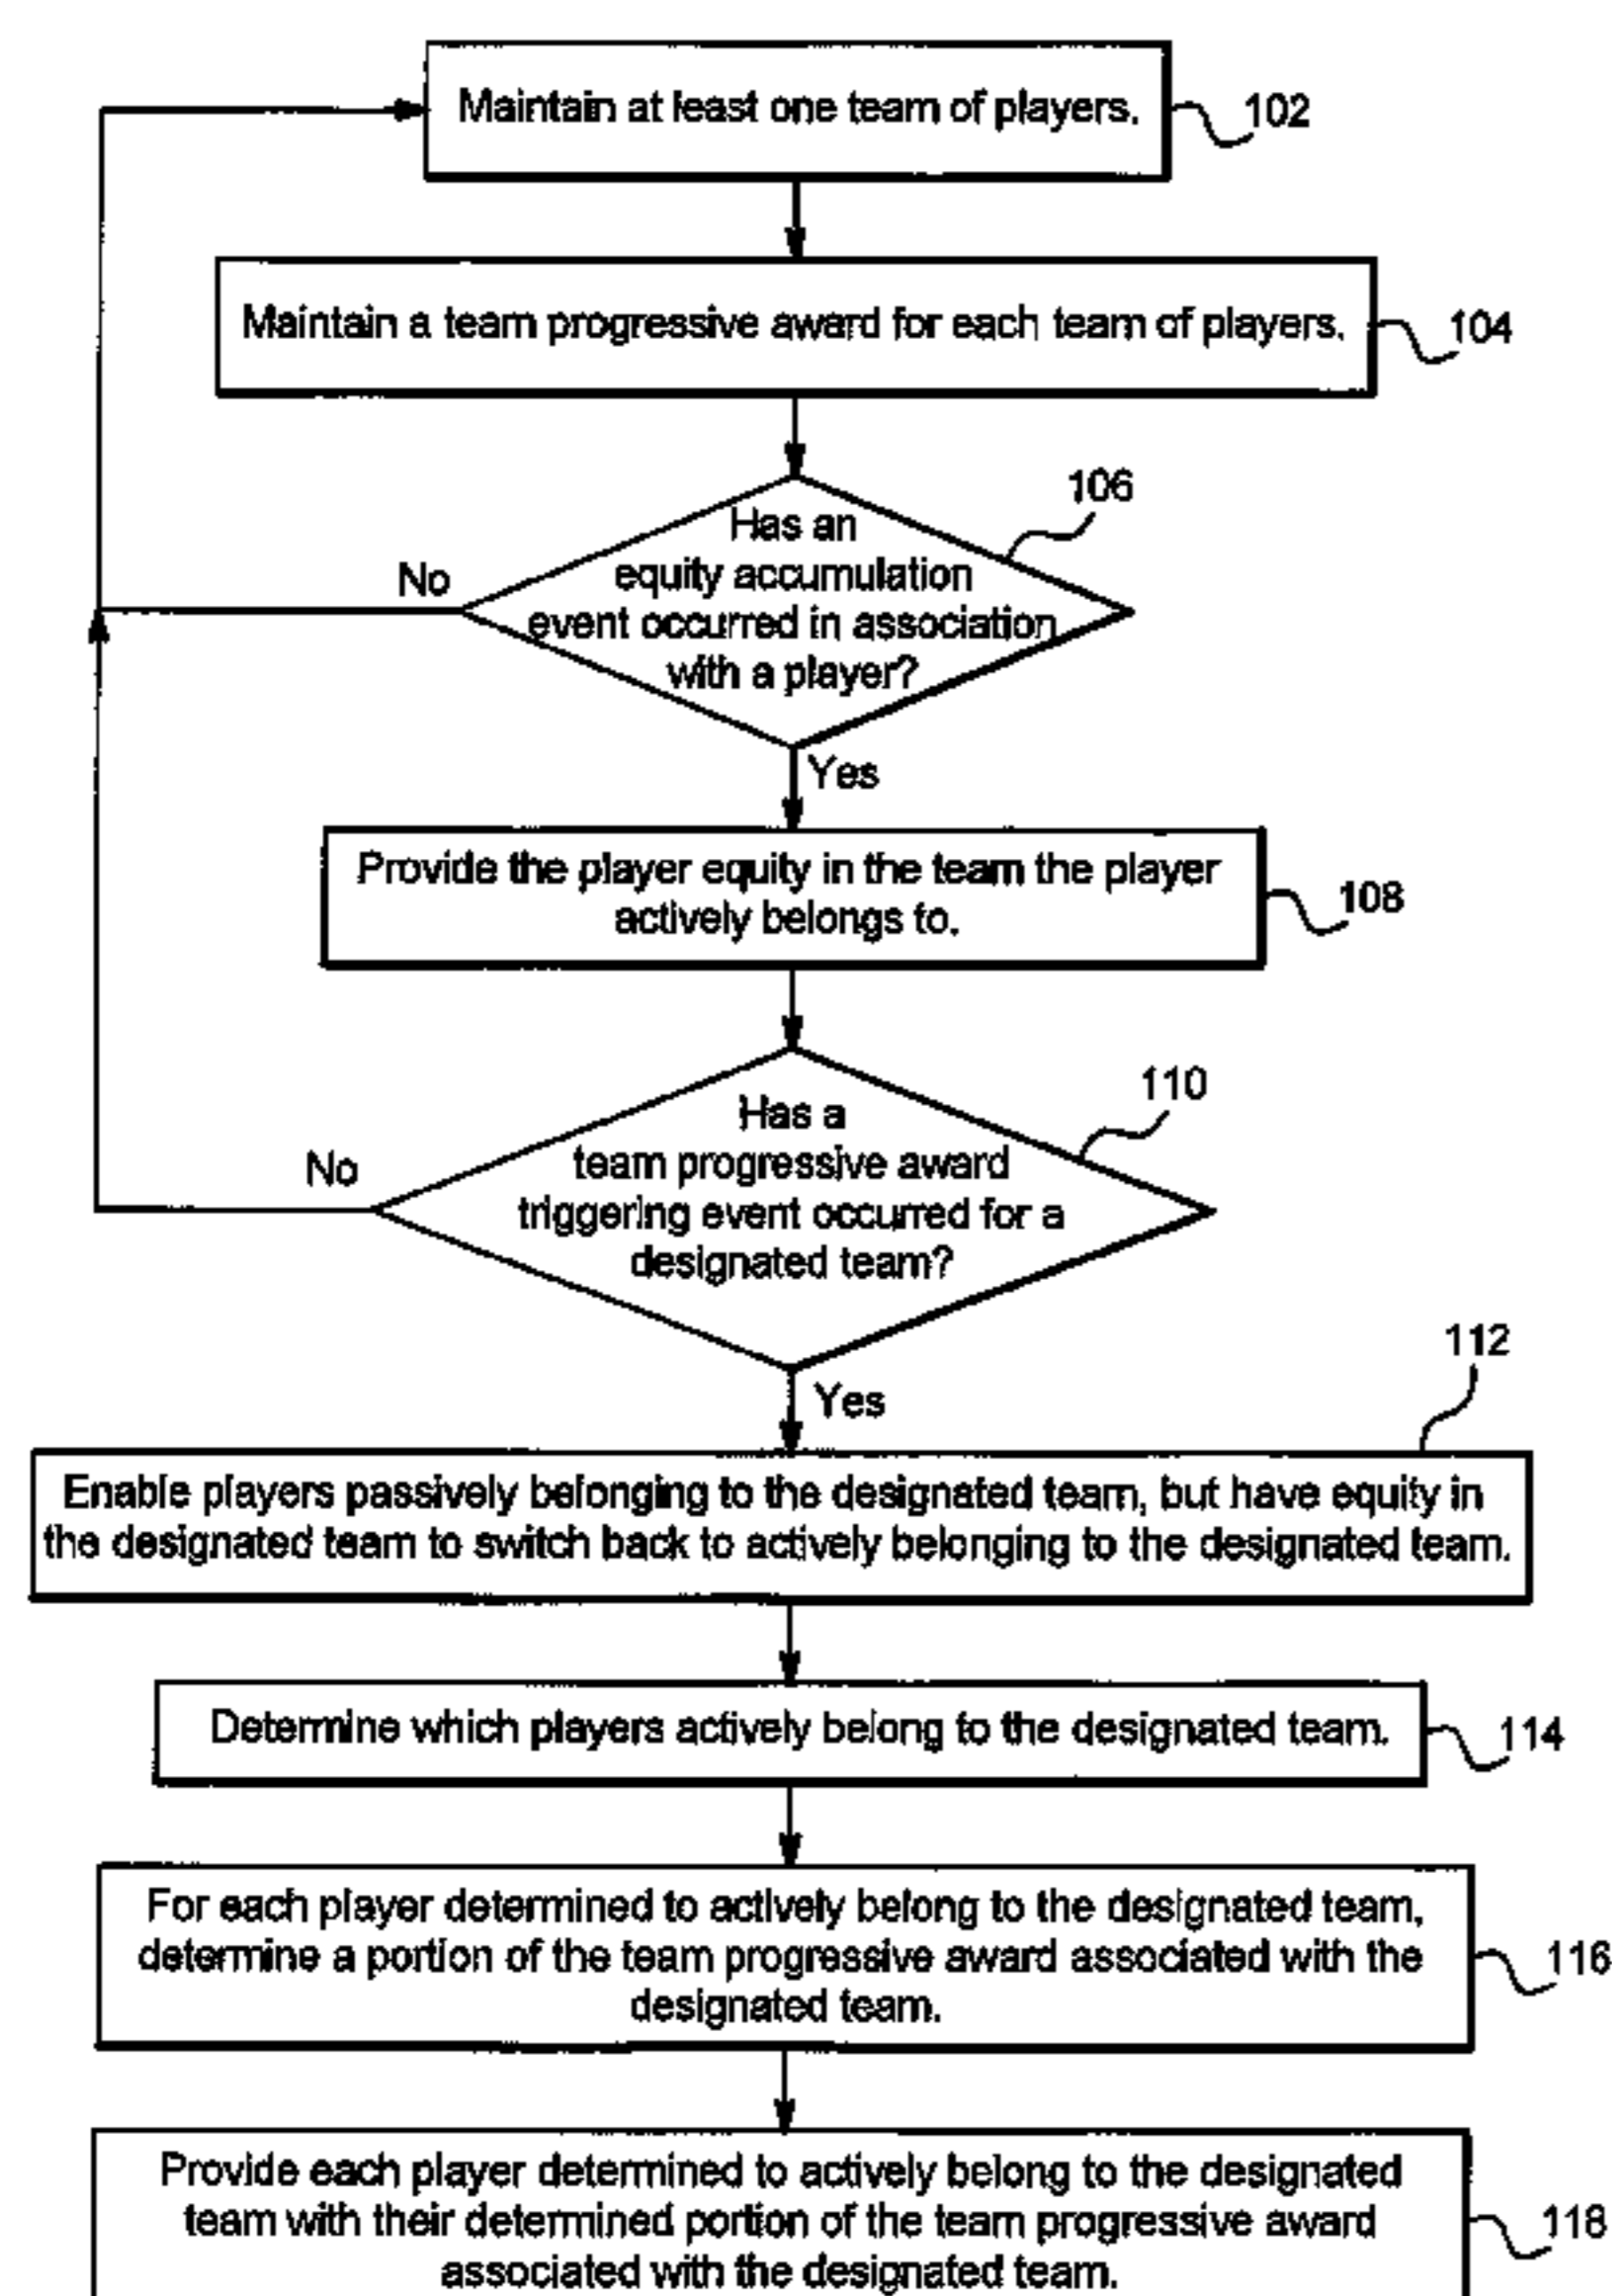 Maintain at least one team of players.
102
Maintain a team progressive award for each team of players.
104
106
Has an
equity accumulation
event occurred in association
with a player?
No
Yes
Provide the player equity in the team the player
actively belongs to.
108
110
Has a
team progressive award
triggering event occurred for a
designated team?
No
Yes
112
Enable players passively belonging to the designated team, but have equity in
the designated team to switch back to actively belonging to the designated team.
Determine which players actively belong to the designated team.
114
For each player determined to actively belong to the designated team,
determine a portion of the team progressive award associated with the
designated team.
116
Provide each player determined to actively belong to the designated
team with their determined portion of the team progressive award
associated with the designated team.
118